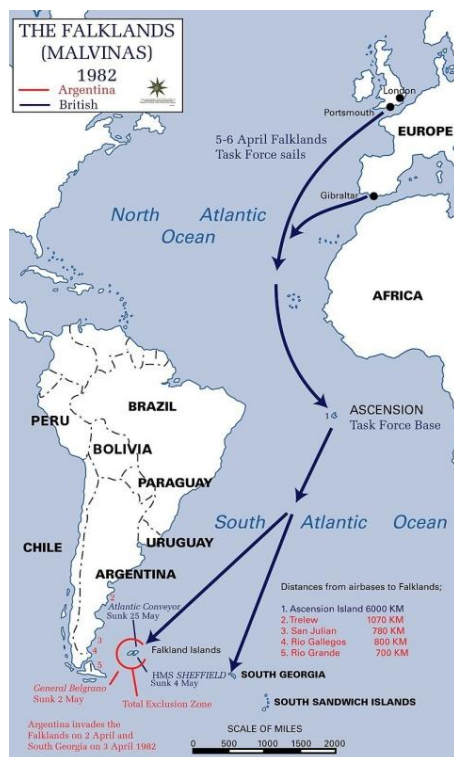 THE FALKLANDS
(MALVINAS)
1982
Argentina
British
London
Portsmouth
EUROPE
5-6 April Falklands
Task Force sails
Gibraltar
North Atlantic
Ocean
AFRICA
ASCENSION
1
Task Force Base
PERU
BRAZIL
BOLIVIA
PARAGUAY
South Atlantic Ocean
CHILE
URUGUAY
ARGENTINA
Distances from airbases to Falklands;
1. Ascension Island 6000 KM
2. Trelew 1070 KM
3. San Julian 780 KM
4. Rio Gallegos 800 KM
5. Rio Grande 700 KM
2
Atlantic Conveyor
Sunk 25 May
3
4
5
Falkland Islands
HMS SHEFFIELD
Sunk 4 May
SOUTH GEORGIA
General Belgrano
Sunk 2 May
Total Exclusion Zone
SOUTH SANDWICH ISLANDS
Argentina invades the
Falklands on 2 April and
South Georgia on 3 April 1982
SCALE OF MILES
0 500 1000 1500 2000